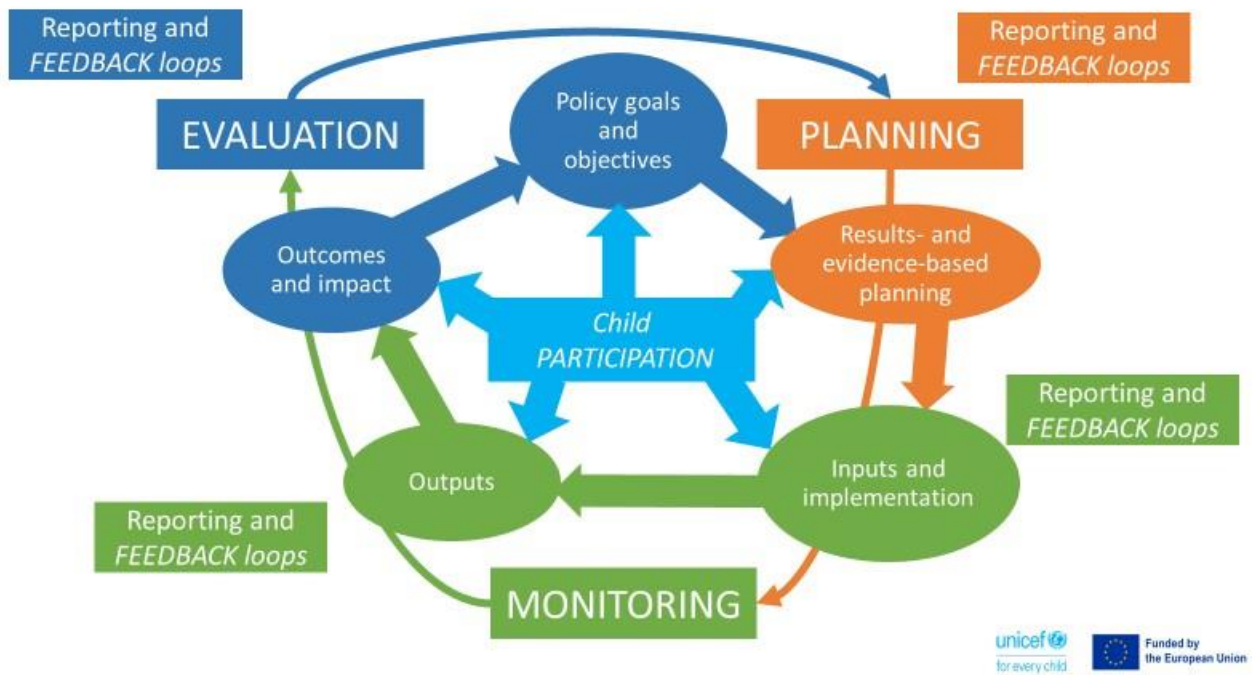 Reporting and
FEEDBACK loops
Reporting and
FEEDBACK loops
EVALUATION
Policy goals
and
objectives
PLANNING
Outcomes
and impact
Results- and
evidence-based
planning
Child
PARTICIPATION
Reporting and
FEEDBACK loops
Outputs
Inputs and
implementation
Reporting and
FEEDBACK loops
MONITORING
unicef
for every child
Funded by
the European Union